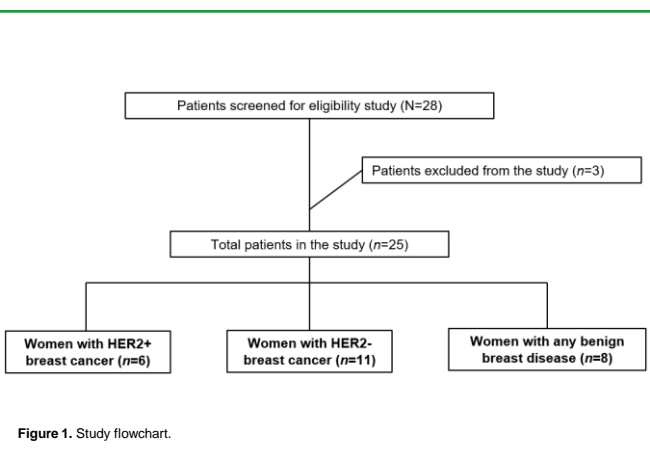 Patients screened for eligibility study (N=28)
Patients excluded from the study (n=3)
Total patients in the study (n=25)
Women with HER2+
breast cancer (n=6)
Women with HER2-
breast cancer (n=11)
Women with any benign
breast disease (n=8)
Figure 1. Study flowchart.